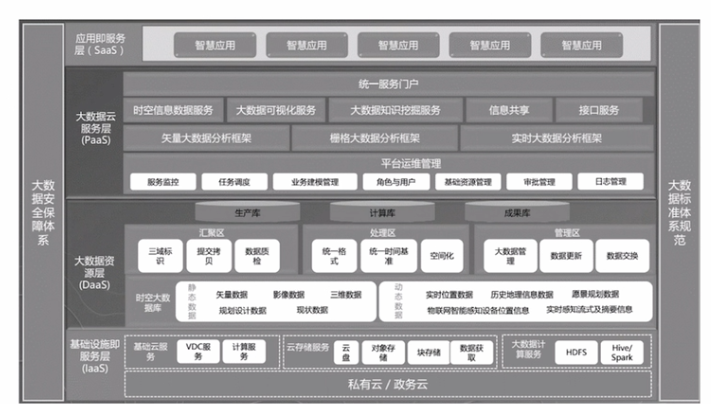 应用即服务
层（SaaS）
智慧应用
智慧应用
智慧应用
智慧应用
智慧应用
大数据云
服务层
(PaaS)
统一服务门户
时空信息数据服务
大数据可视化服务
大数据知识挖掘服务
信息共享
接口服务
矢量大数据分析框架
栅格大数据分析框架
实时大数据分析框架
平台运维管理
服务监控
任务调度
业务建模管理
角色与用户
基础资源管理
审批管理
日志管理
大数
据安
全保
障体
系
大数
据标
准体
系规
范
大数据资
源层
(DaaS)
生产库
计算库
成果库
汇聚区
三域标
识
提交拷
贝
数据质
检
处理区
统一格
式
统一时间基
准
空间化
管理区
大数据管
理
数据更新
数据交换
时空大数
据库
静
态
数
据
矢量数据
影像数据
三维数据
规划设计数据
现状数据
动
态
数
据
实时位置数据
历史地理信息数据
愿景规划数据
物联网智能感知设备位置信息
实时感知流式及摘要信息
基础设施即
服务层
(IaaS)
基础云服
务
VDC服
务
计算服
务
云存储服务
云
盘
对象存
储
块存储
数据获
取
大数据计
算服务
HDFS
Hive/
Spark
私有云 / 政务云